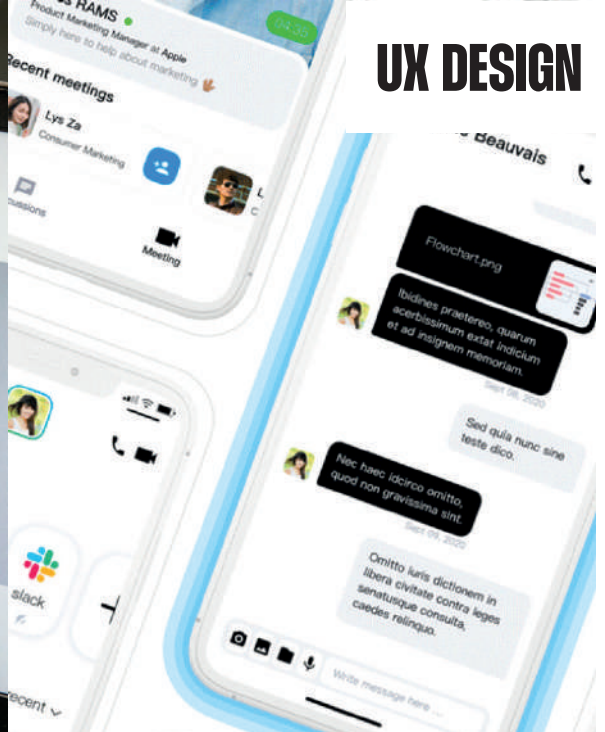 RAMS
Product Marketing Manager at Apple
Simply here to help about marketing
04:35
Recent meetings
Lys Za
Consumer Marketing
L
C
cussions
Meeting
slack
recent
UX DESIGN
Beauvais
Flowchart.png
Ibidines praetereo, quarum
acerbissimum extat indicium
et ad insignem memoriam.
Sept 08, 2020
Sed quia nunc sine
teste dico.
Nec haec idcirco omitto,
quod non gravissima sint.
Sept 09, 2020
Omitto iuris dictionem in
libera civitate contra leges
senatusque consulta,
caedes relinquo.
Write message here ...